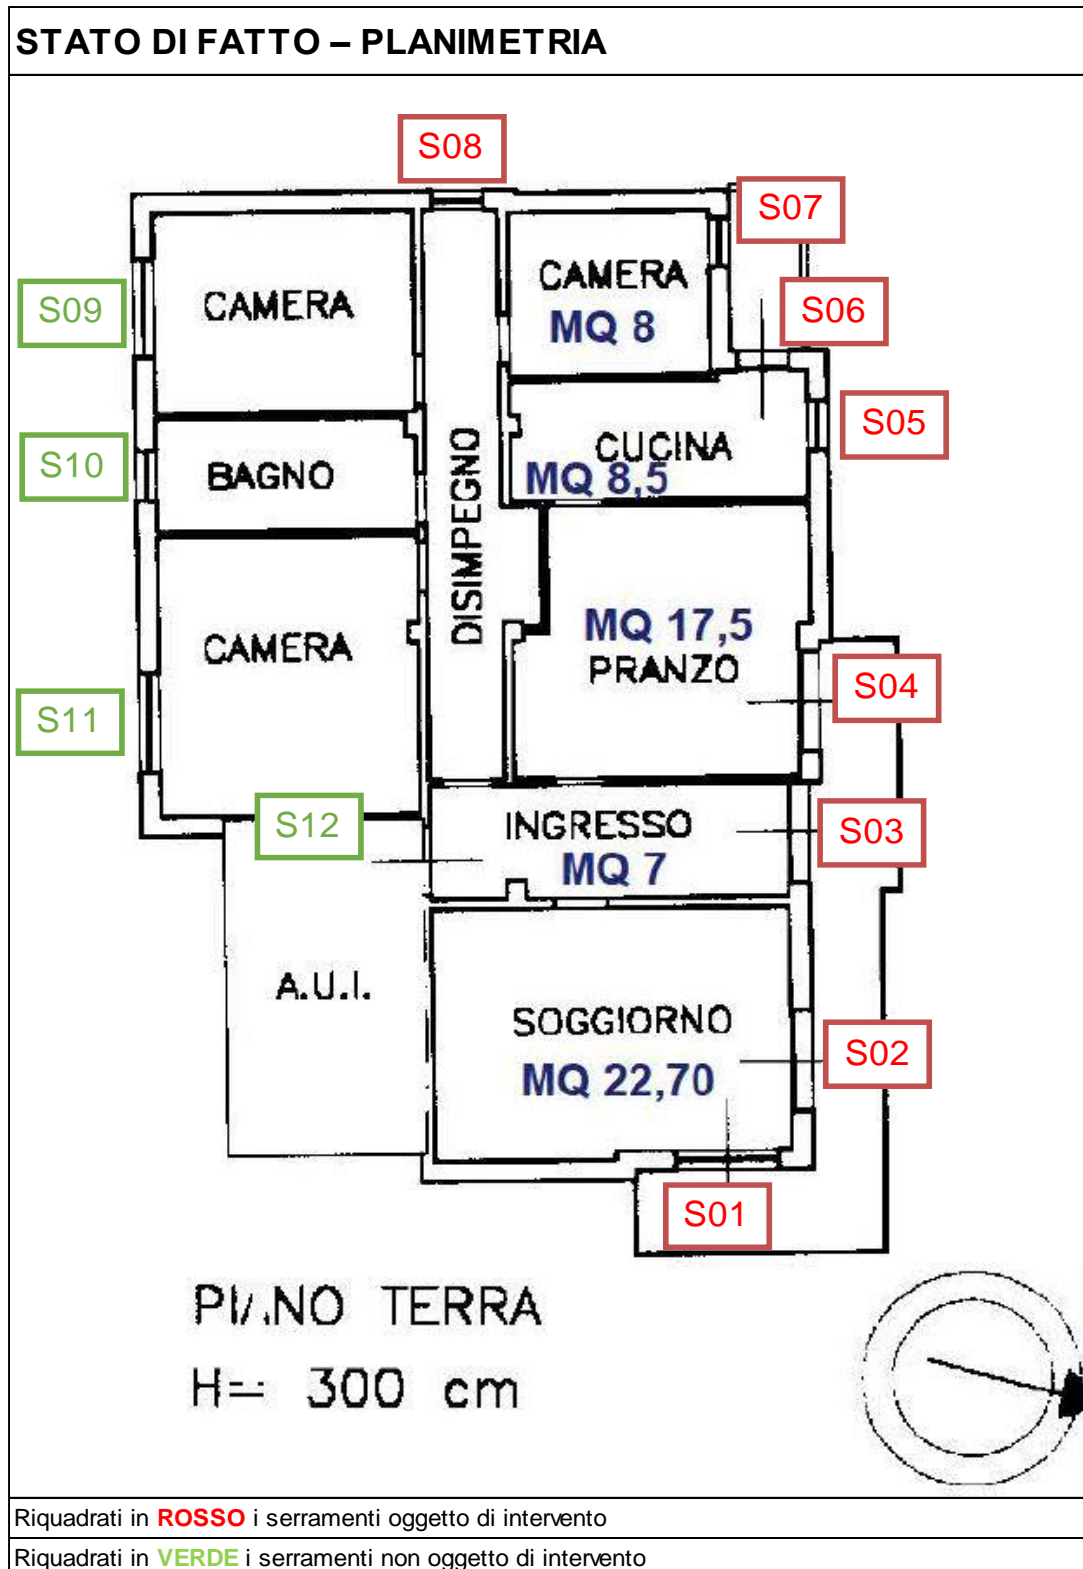 STATO DI FATTO – PLANIMETRIA
S08
S07
CAMERA
MQ 8
S09
CAMERA
S06
S05
CUCINA
MQ 8,5
S10
BAGNO
DISIMPEGNO
MQ 17,5
PRANZO
CAMERA
S04
S11
S12
INGRESSO
MQ 7
S03
A.U.I.
SOGGIORNO
MQ 22,70
S02
S01
PIANO TERRA
H= 300 cm
Riquadrati in ROSSO i serramenti oggetto di intervento
Riquadrati in VERDE i serramenti non oggetto di intervento